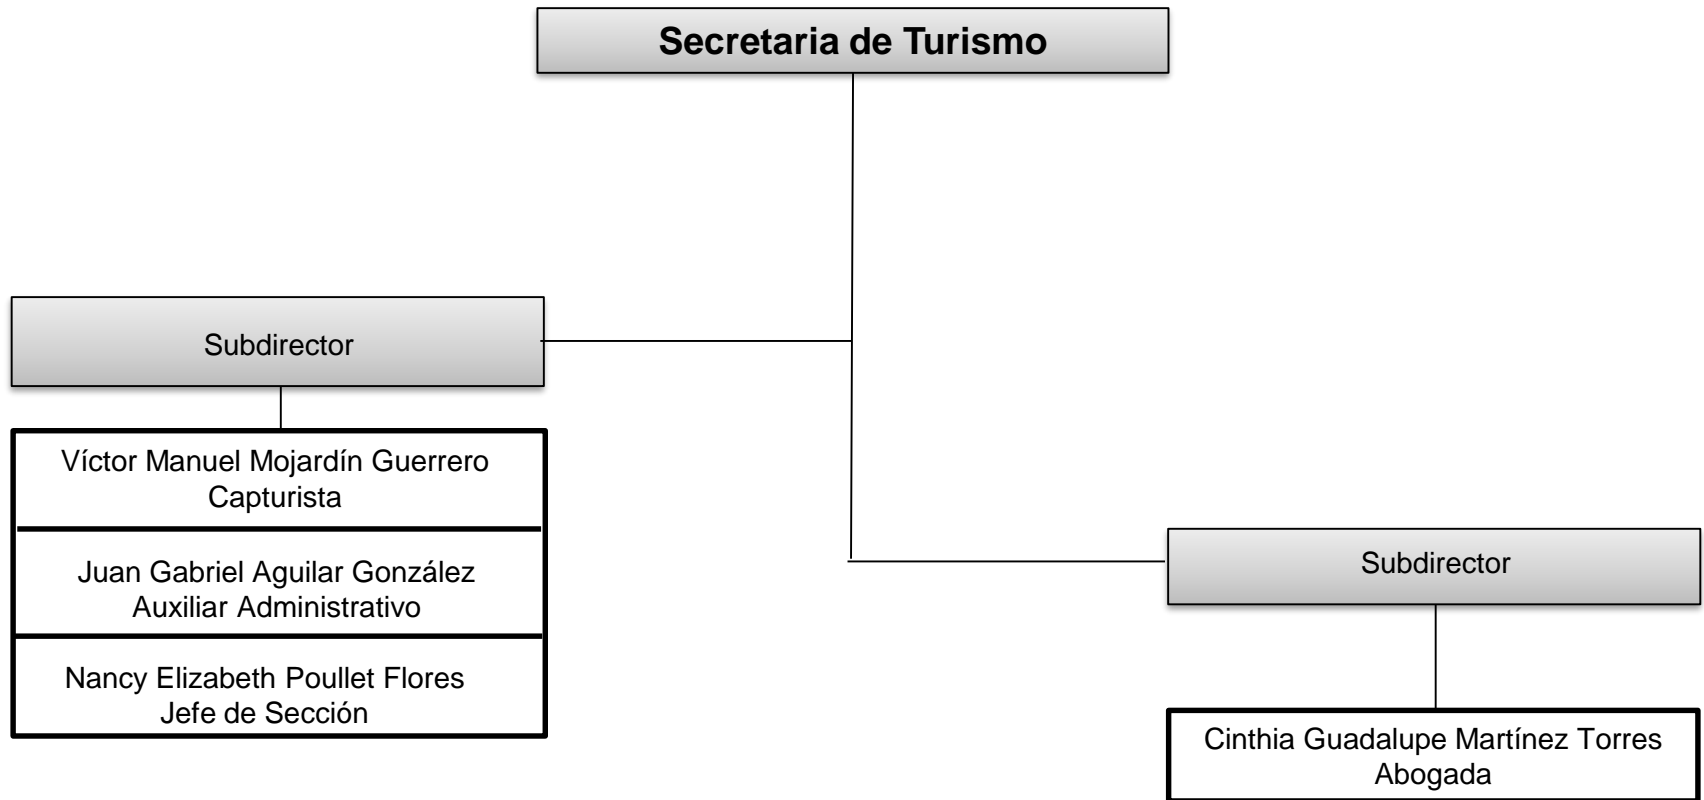 Secretaria de Turismo
Subdirector
Víctor Manuel Mojardín Guerrero
Capturista
Juan Gabriel Aguilar González
Auxiliar Administrativo
Nancy Elizabeth Poullet Flores
Jefe de Sección
Subdirector
Cinthia Guadalupe Martínez Torres
Abogada